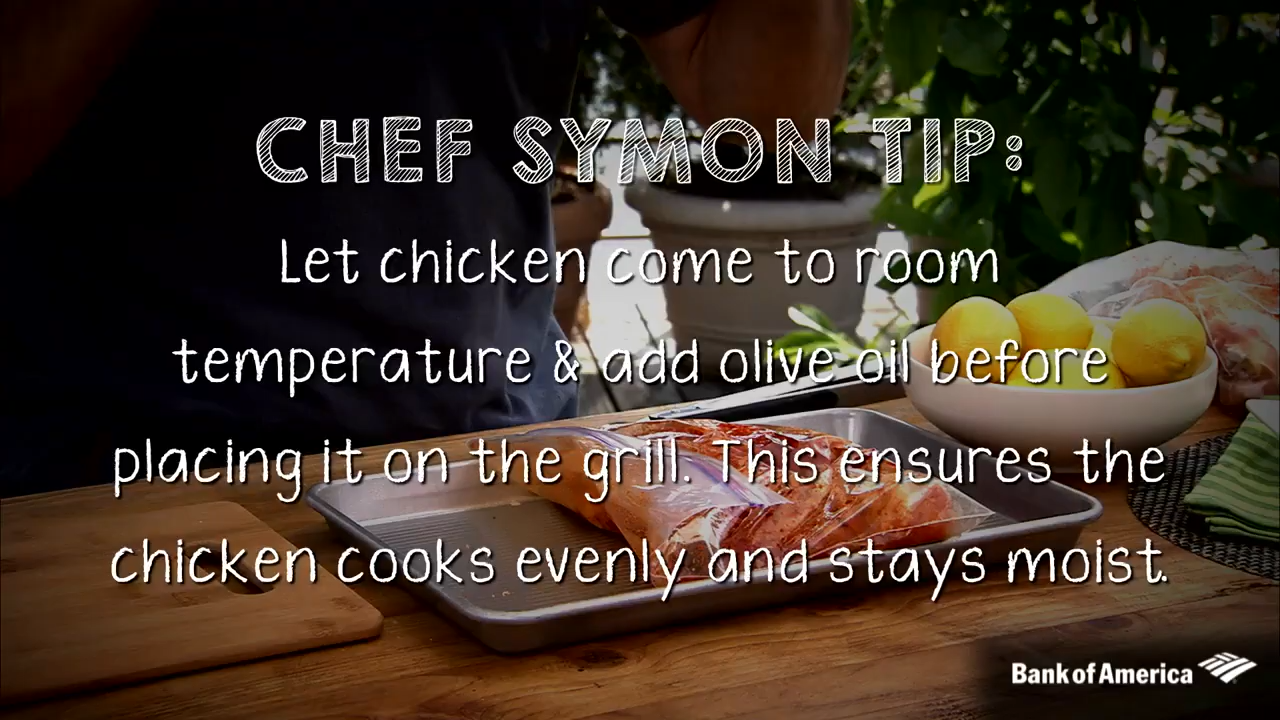 CHEF SYMON TIP:
Let chicken come to room
temperature & add olive oil before
placing it on the grill. This ensures the
chicken cooks evenly and stays moist.
Bank of America